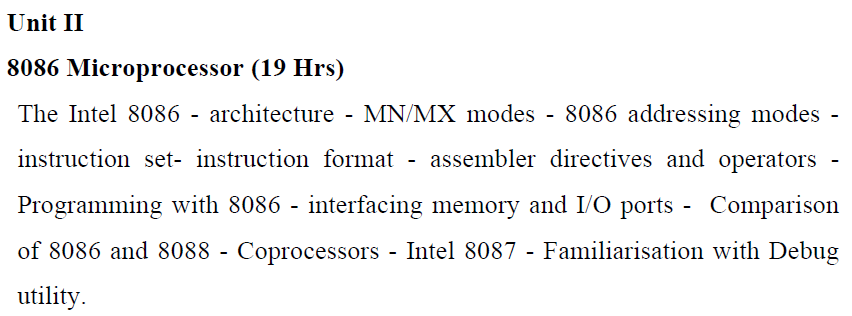 Unit II
8086 Microprocessor (19 Hrs)
The Intel 8086 - architecture - MN/MX modes - 8086 addressing modes -
instruction set- instruction format - assembler directives and operators -
Programming with 8086 - interfacing memory and I/O ports - Comparison
of 8086 and 8088 - Coprocessors - Intel 8087 - Familiarisation with Debug
utility.